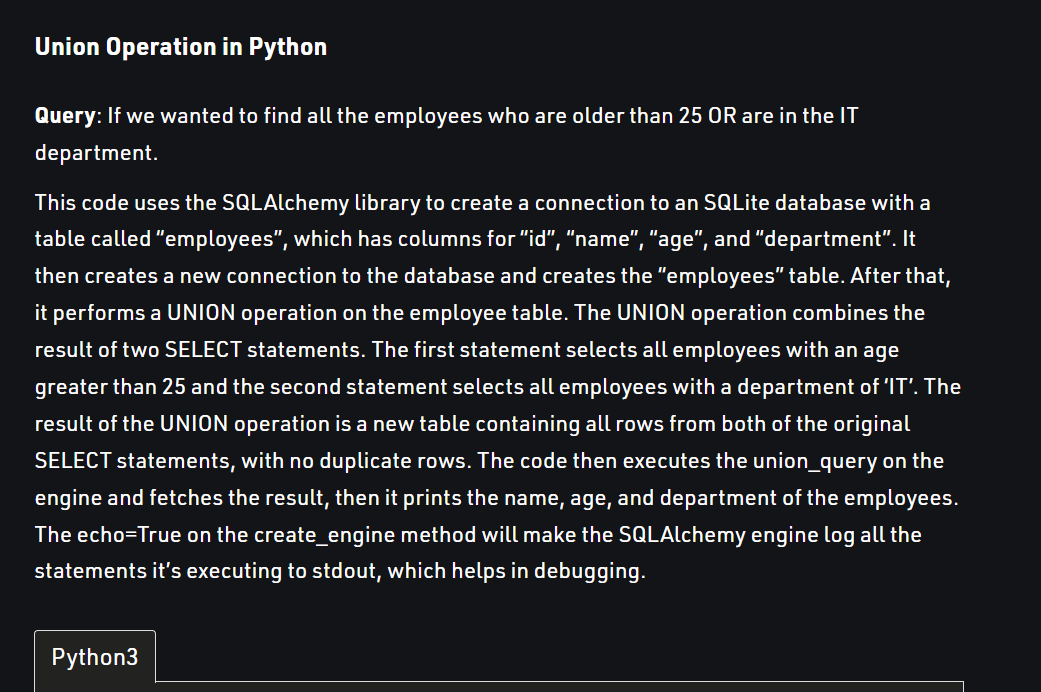 Union Operation in Python
Query: If we wanted to find all the employees who are older than 25 OR are in the IT
department.
This code uses the SQLAlchemy library to create a connection to an SQLite database with a
table called “employees”, which has columns for “id”, “name”, “age”, and “department”. It
then creates a new connection to the database and creates the “employees” table. After that,
it performs a UNION operation on the employee table. The UNION operation combines the
result of two SELECT statements. The first statement selects all employees with an age
greater than 25 and the second statement selects all employees with a department of ‘IT’. The
result of the UNION operation is a new table containing all rows from both of the original
SELECT statements, with no duplicate rows. The code then executes the union_query on the
engine and fetches the result, then it prints the name, age, and department of the employees.
The echo=True on the create_engine method will make the SQLAlchemy engine log all the
statements it’s executing to stdout, which helps in debugging.
Python3